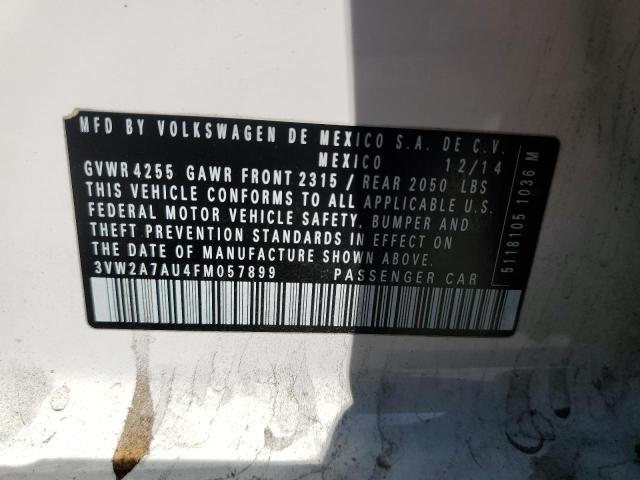 MFD BY VOLKSWAGEN DE MEXICO S.A. DE C.V.
MEXICO 12/14
GVWR 4255 GAWR FRONT 2315 / REAR 2050 LBS
THIS VEHICLE CONFORMS TO ALL APPLICABLE U.S.
FEDERAL MOTOR VEHICLE SAFETY, BUMPER AND
THEFT PREVENTION STANDARDS IN EFFECT ON
THE DATE OF MANUFACTURE SHOWN ABOVE.
3VW2A7AU4FM057899 PASSENGER CAR
5118105 1036 M